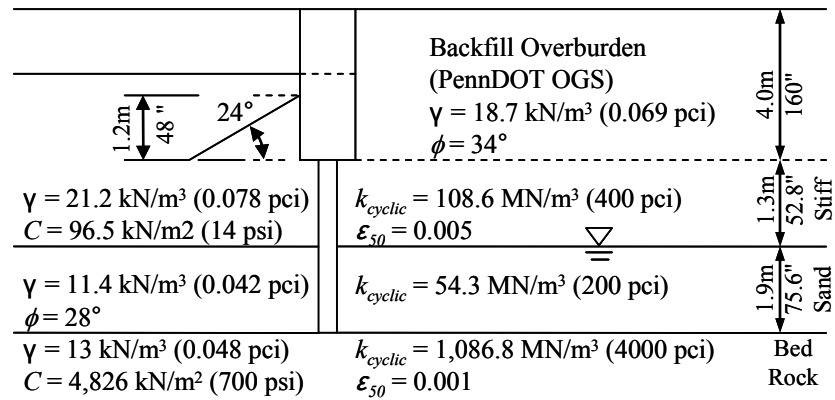 Backfill Overburden
(PennDOT OGS)
γ = 18.7 kN/m³ (0.069 pci)
ϕ = 34°
4.0m
160"
1.2m
48"
24°
γ = 21.2 kN/m³ (0.078 pci)
C = 96.5 kN/m2 (14 psi)
k_cyclic = 108.6 MN/m³ (400 pci)
ε_50 = 0.005
1.3m
52.8"
Stiff
γ = 11.4 kN/m³ (0.042 pci)
ϕ = 28°
k_cyclic = 54.3 MN/m³ (200 pci)
1.9m
75.6"
Sand
γ = 13 kN/m³ (0.048 pci)
C = 4,826 kN/m² (700 psi)
k_cyclic = 1,086.8 MN/m³ (4000 pci)
ε_50 = 0.001
Bed
Rock